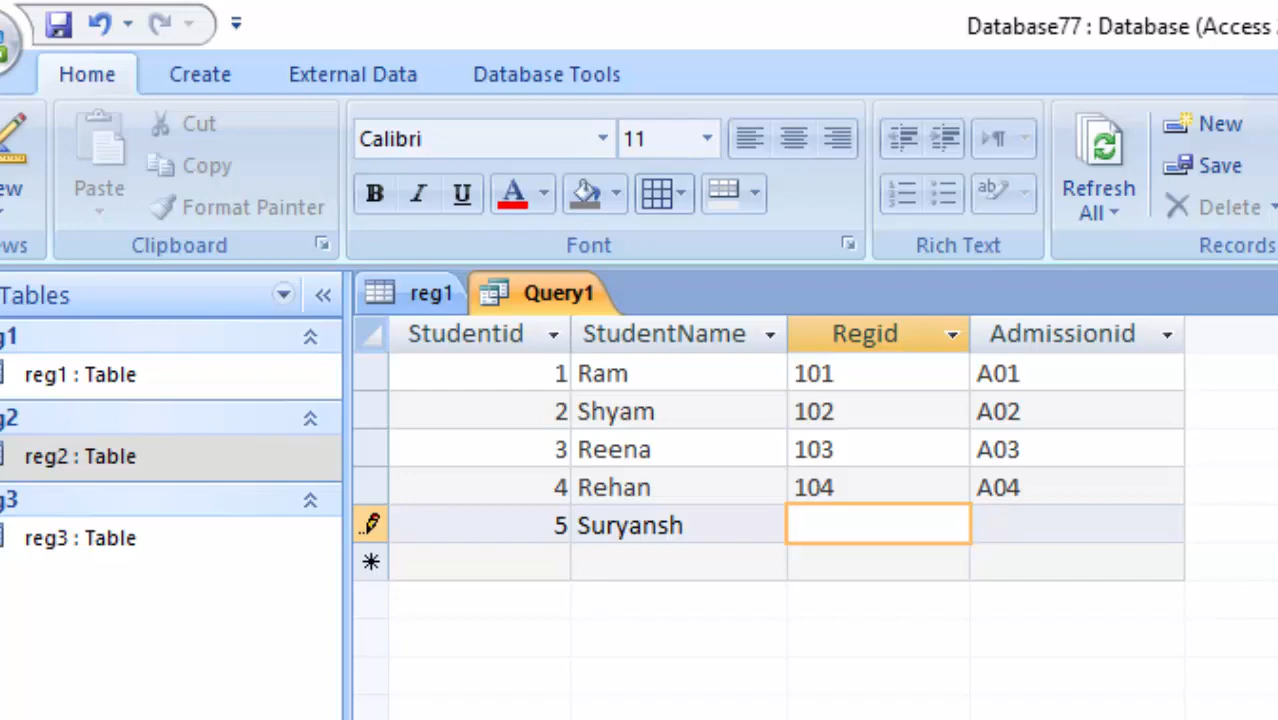 Database77 : Database (Access
Home Create External Data Database Tools
Cut
Copy
Paste
Format Painter
Clipboard
Calibri 11
B I U A
Font
ab
Rich Text
Refresh
All
New
Save
Delete
Records
Tables
reg1 : Table
reg2 : Table
reg3 : Table
reg1 Query1
Studentid StudentName Regid Admissionid
1 Ram 101 A01
2 Shyam 102 A02
3 Reena 103 A03
4 Rehan 104 A04
5 Suryansh